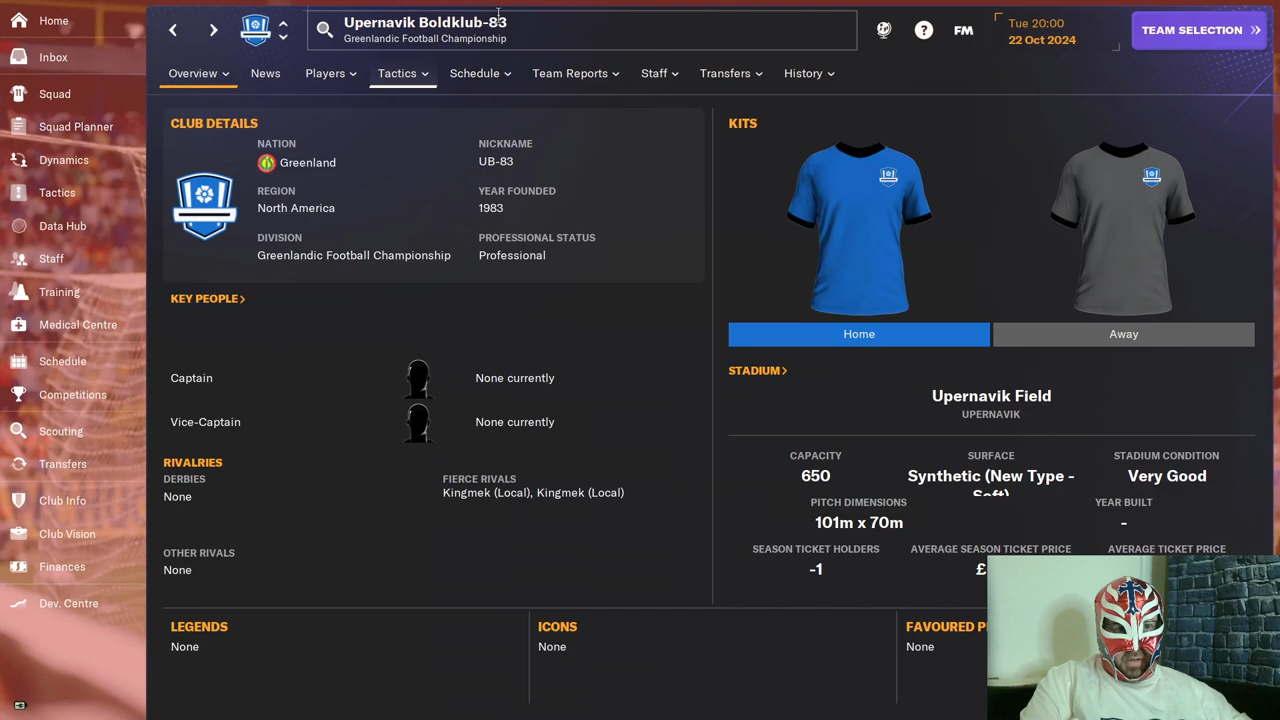 Home
Inbox
Squad
Squad Planner
Dynamics
Tactics
Data Hub
Staff
Training
Medical Centre
Schedule
Competitions
Scouting
Transfers
Club Info
Club Vision
Finances
Dev. Centre
Upernavik Boldklub-83
Greenlandic Football Championship
?
FM
Tue 20:00
22 Oct 2024
TEAM SELECTION
Overview
News
Players
Tactics
Schedule
Team Reports
Staff
Transfers
History
CLUB DETAILS
NATION
Greenland
NICKNAME
UB-83
REGION
North America
YEAR FOUNDED
1983
DIVISION
Greenlandic Football Championship
PROFESSIONAL STATUS
Professional
KEY PEOPLE
Captain
None currently
Vice-Captain
None currently
RIVALRIES
DERBIES
None
FIERCE RIVALS
Kingmek (Local), Kingmek (Local)
OTHER RIVALS
None
KITS
Home
Away
STADIUM
Upernavik Field
UPERNAVIK
CAPACITY
650
SURFACE
Synthetic (New Type -
Soft)
STADIUM CONDITION
Very Good
PITCH DIMENSIONS
101m x 70m
YEAR BUILT
-
SEASON TICKET HOLDERS
-1
AVERAGE SEASON TICKET PRICE
£
AVERAGE TICKET PRICE
LEGENDS
None
ICONS
None
FAVOURED
None